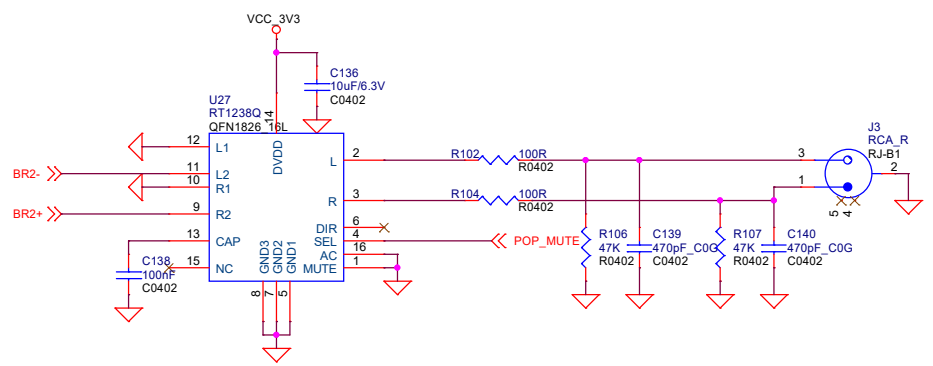 VCC_3V3
C136
10uF/6.3V
C0402
U27
RT1238Q
QFN1826_16L
14
DVDD
12
L1
11
L2
10
R1
9
R2
13
CAP
15
NC
BR2-
BR2+
C138
100nF
C0402
GND3
GND2
GND1
8
7
5
L
2
R
3
DIR
6
SEL
4
AC
16
MUTE
1
POP_MUTE
R102
100R
R0402
R104
100R
R0402
R106
47K
R0402
C139
470pF_C0G
C0402
R107
47K
R0402
C140
470pF_C0G
C0402
J3
RCA_R
RJ-B1
3
1
2
5
4